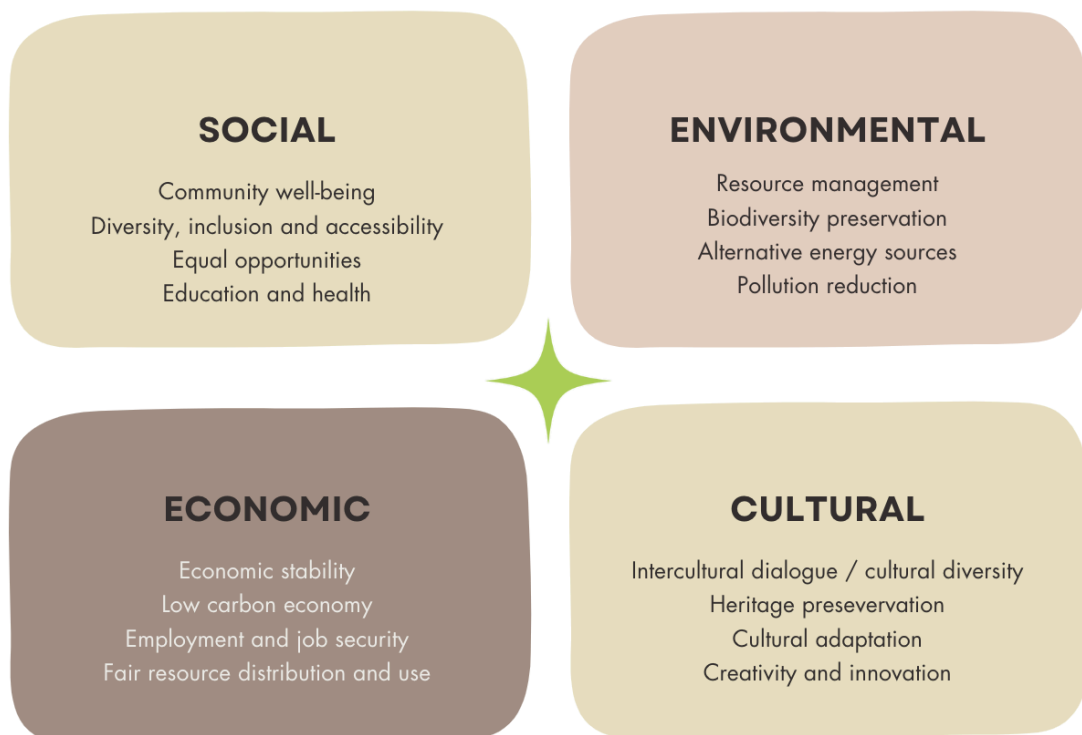 SOCIAL
Community well-being
Diversity, inclusion and accessibility
Equal opportunities
Education and health
ENVIRONMENTAL
Resource management
Biodiversity preservation
Alternative energy sources
Pollution reduction
ECONOMIC
Economic stability
Low carbon economy
Employment and job security
Fair resource distribution and use
CULTURAL
Intercultural dialogue / cultural diversity
Heritage presevervation
Cultural adaptation
Creativity and innovation